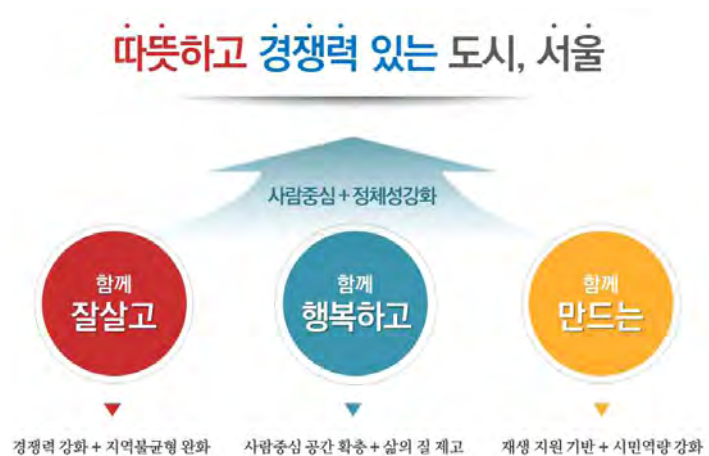 따뜻하고 경쟁력 있는 도시, 서울
사람중심 + 정체성강화
함께
잘살고
함께
행복하고
함께
만드는
경쟁력 강화 + 지역불균형 완화
사람중심 공간 확충 + 삶의 질 제고
재생 지원 기반 + 시민역량 강화